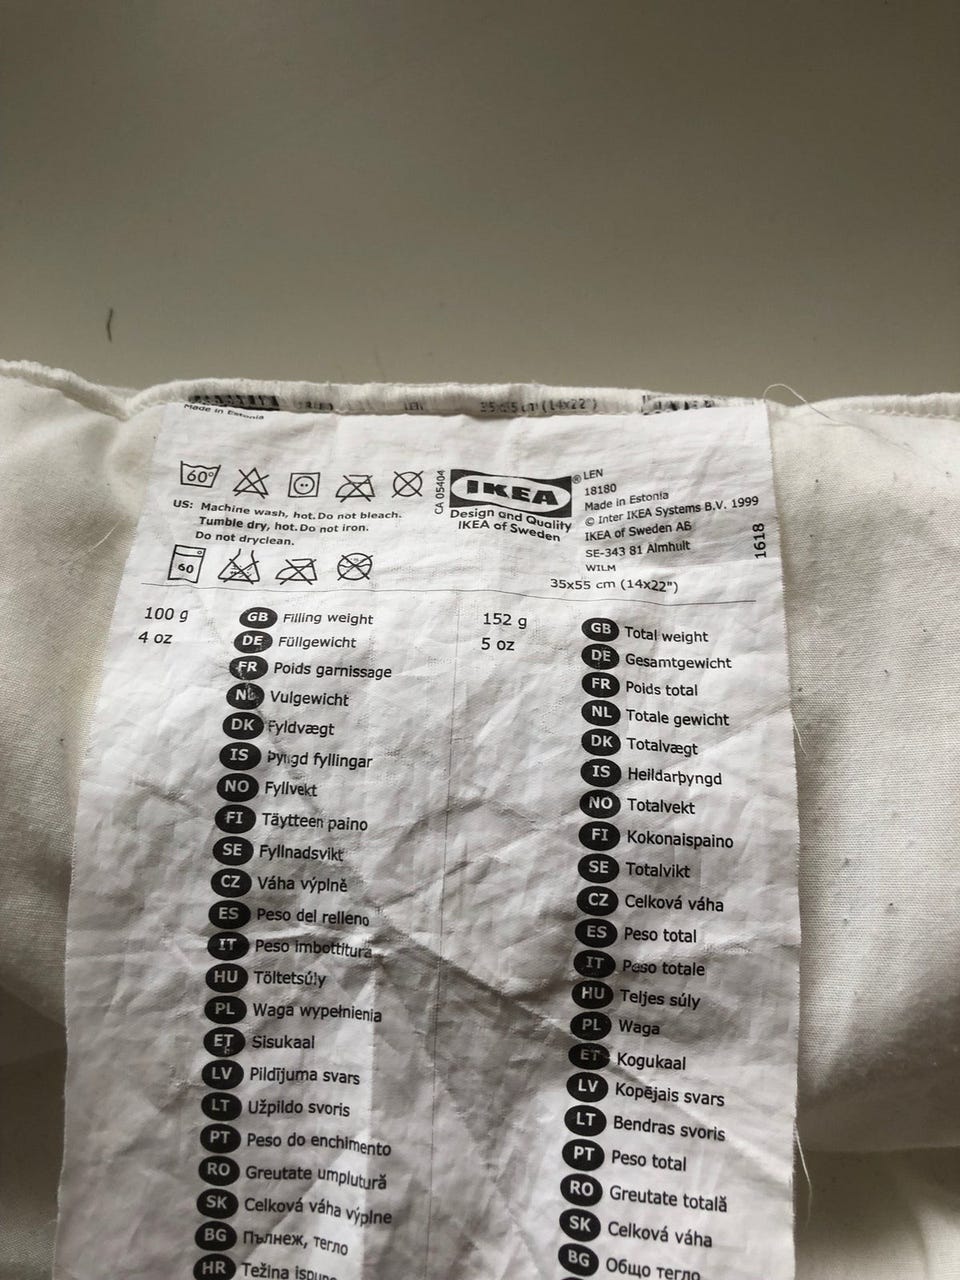 35x55 cm (14x22")
Made in Estonia
60°
US: Machine wash, hot. Do not bleach.
Tumble dry, hot. Do not iron.
Do not dryclean.
60
CA 05404
IKEA®
Design and Quality
IKEA of Sweden
LEN
18180
Made in Estonia
© Inter IKEA Systems B.V. 1999
IKEA of Sweden AB
SE-343 81 Älmhult
WILM
1618
35x55 cm (14x22")
100 g
4 oz
GB Filling weight
DE Füllgewicht
FR Poids garnissage
NL Vulgewicht
DK Fyldvægt
IS Þyngd fyllingar
NO Fyllvekt
FI Täytteen paino
SE Fyllnadsvikt
CZ Váha výplně
ES Peso del relleno
IT Peso imbottitura
HU Töltetsúly
PL Waga wypełnienia
ET Sisukaal
LV Pildījuma svars
LT Užpildo svoris
PT Peso do enchimento
RO Greutate umplutură
SK Celková váha výplne
BG Пълнеж, тегло
HR Težina
152 g
5 oz
GB Total weight
DE Gesamtgewicht
FR Poids total
NL Totale gewicht
DK Totalvægt
IS Heildarþyngd
NO Totalvekt
FI Kokonaispaino
SE Totalvikt
CZ Celková váha
ES Peso total
IT Peso totale
HU Teljes súly
PL Waga
ET Kogukaal
LV Kopējais svars
LT Bendras svoris
PT Peso total
RO Greutate totală
SK Celková váha
BG Общо тегло